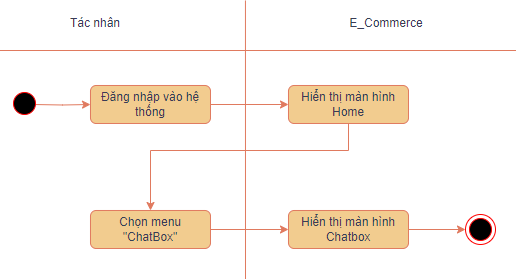 Tác nhân
E_Commerce
Đăng nhập vào hệ
thống
Hiển thị màn hình
Home
Chọn menu
"ChatBox"
Hiển thị màn hình
Chatbox